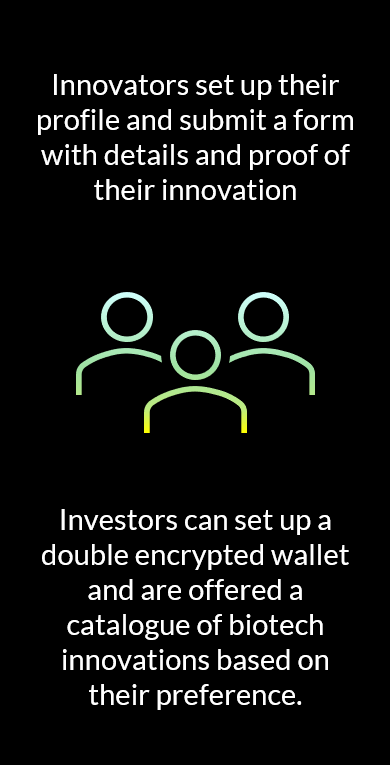 Innovators set up their
profile and submit a form
with details and proof of
their innovation
Investors can set up a
double encrypted wallet
and are offered a
catalogue of biotech
innovations based on
their preference.